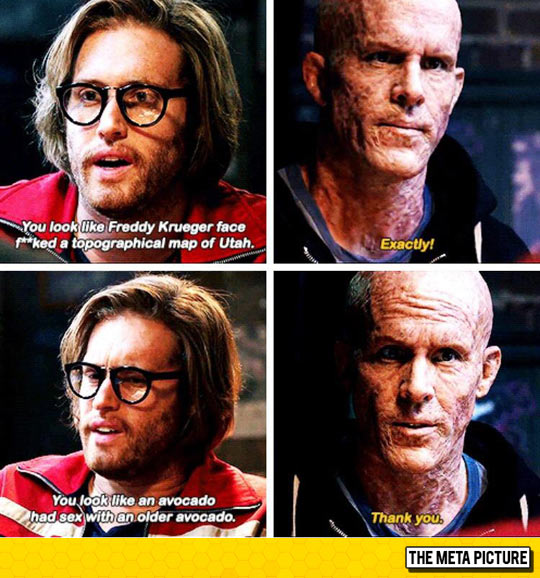 You look like Freddy Krueger face
f**ked a topographical map of Utah.
Exactly!
You look like an avocado
had sex with an older avocado.
Thank you.
THE META PICTURE